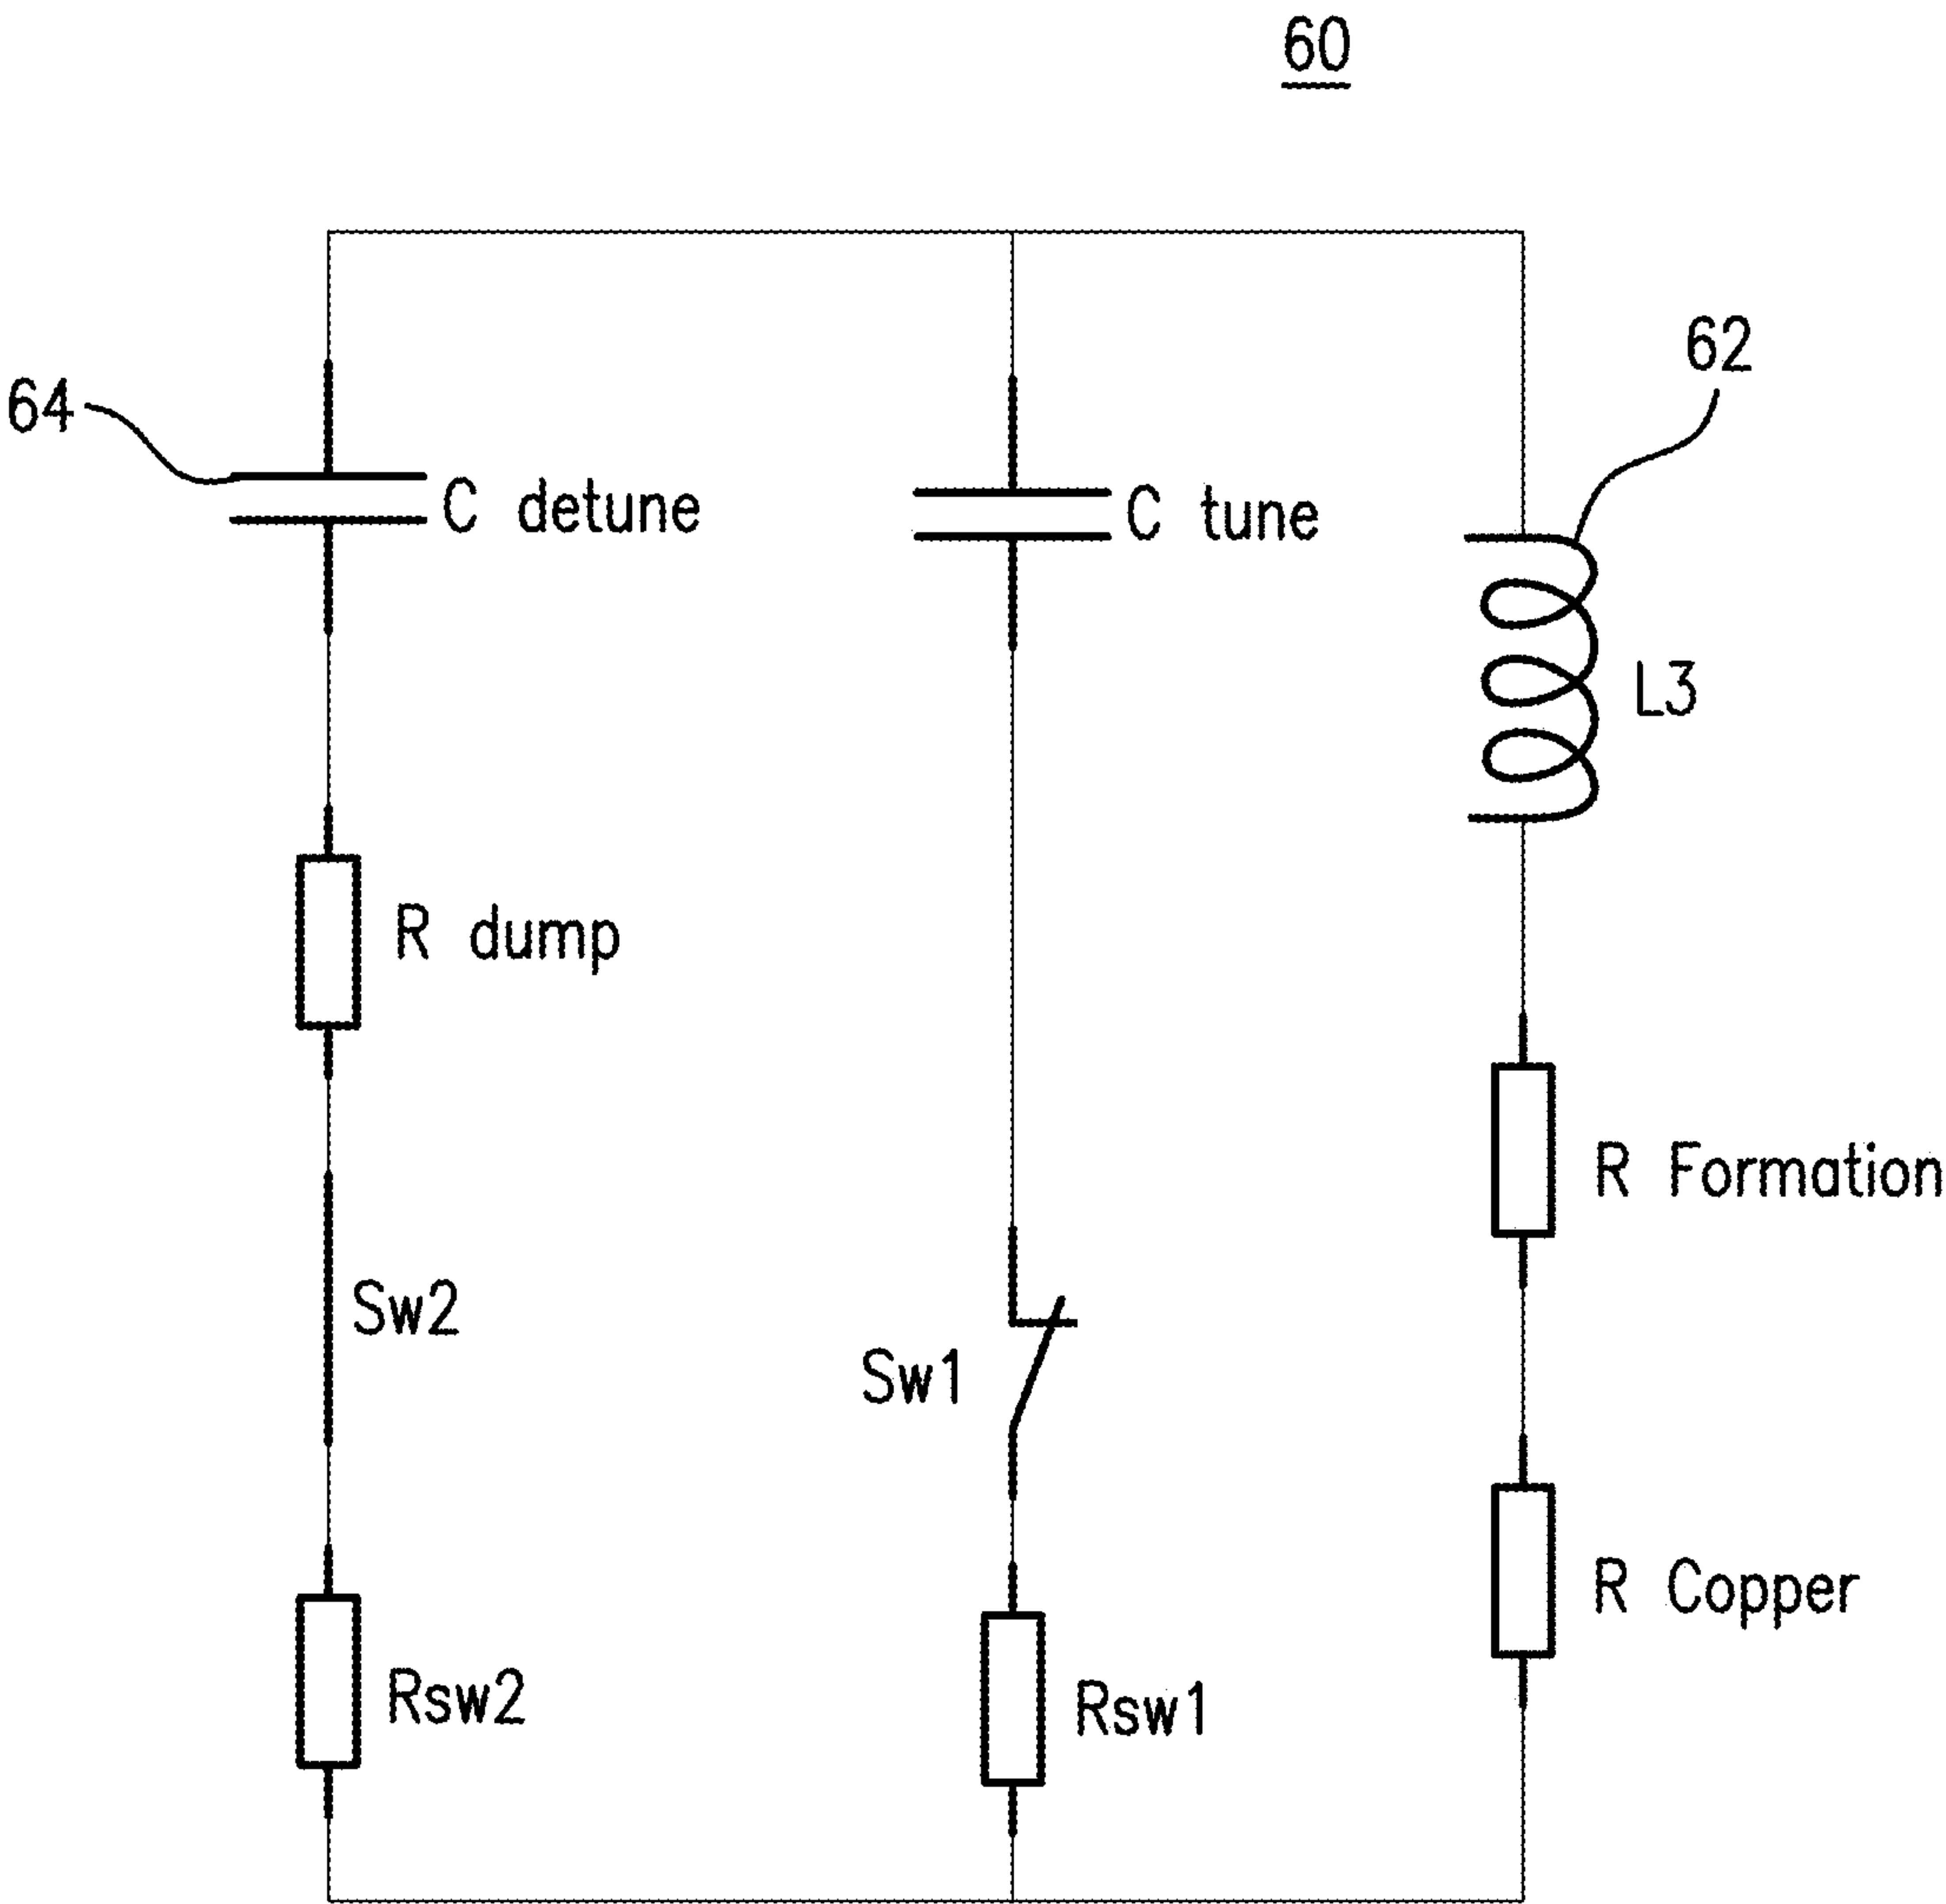 60
62
64
C detune
C tune
L3
R dump
R Formation
Sw2
Sw1
R Copper
Rsw2
Rsw1